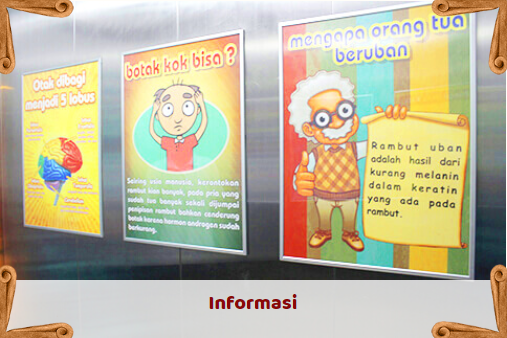 Otak dibagi
menjadi 5 lobus
botak kok bisa ?
Seiring usia manusia, kerontokan
rambut kian banyak, pada pria yang
sudah tua banyak sekali dijumpai
penipisan rambut bahkan cenderung
botak karena hormon androgen sudah
berkurang.
mengapa orang tua
beruban
Rambut uban
adalah hasil dari
kurang melanin
dalam keratin
yang ada pada
rambut.
Informasi